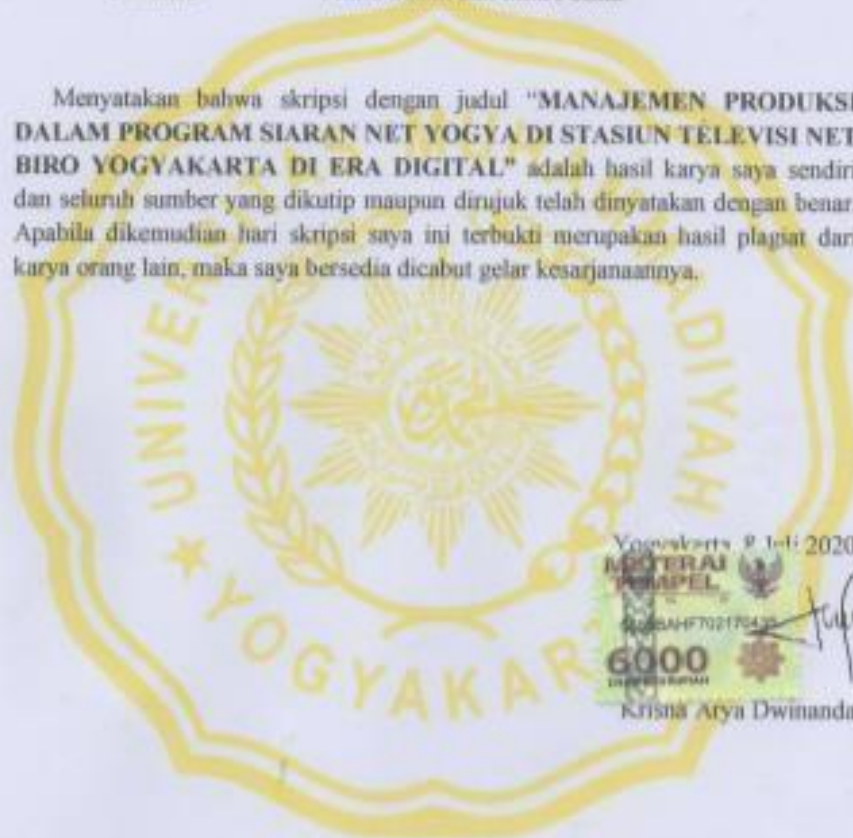 Menyatakan bahwa skripsi dengan judul "MANAJEMEN PRODUKSI
DALAM PROGRAM SIARAN NET YOGYA DI STASIUN TELEVISI NET
BIRO YOGYAKARTA DI ERA DIGITAL" adalah hasil karya saya sendiri
dan seluruh sumber yang dikutip maupun dirujuk telah dinyatakan dengan benar
Apabila dikemudian hari skripsi saya ini terbukti merupakan hasil plagiat dari
karya orang lain, maka saya bersedia dicabut gelar kesarjanaannya.
Yogyakarta, 8 Juli 2020
METERAI
TEMPEL
6000
Krisna Arya Dwinanda
YOGYAKAR